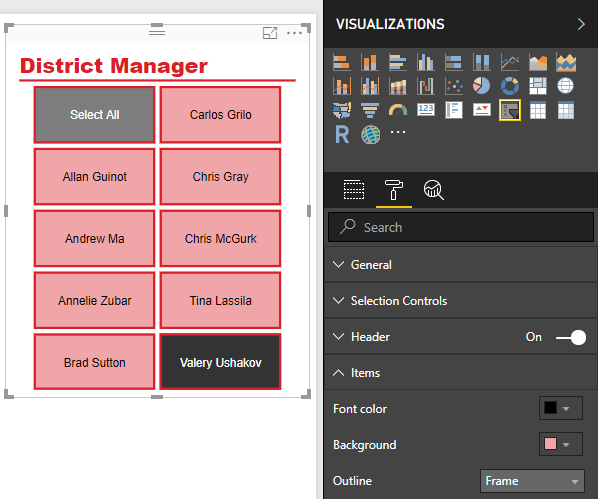 VISUALIZATIONS
District Manager
Select All
Carlos Grilo
Allan Guinot
Chris Gray
Andrew Ma
Chris McGurk
Annelie Zubar
Tina Lassila
Brad Sutton
Valery Ushakov
123
R
Search
General
Selection Controls
Header On
Items
Font color
Background
Outline Frame